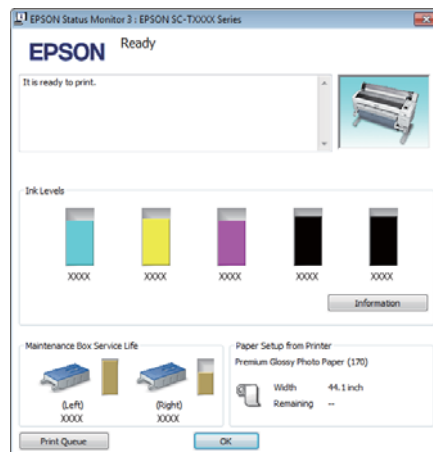 EPSON Status Monitor 3 : EPSON SC-TXXXX Series
EPSON
Ready
It is ready to print.
Ink Levels
XXXX XXXX XXXX XXXX XXXX
Information
Maintenance Box Service Life
(Left) (Right)
XXXX XXXX
Paper Setup from Printer
Premium Glossy Photo Paper (170)
Width 44.1 inch
Remaining --
Print Queue OK